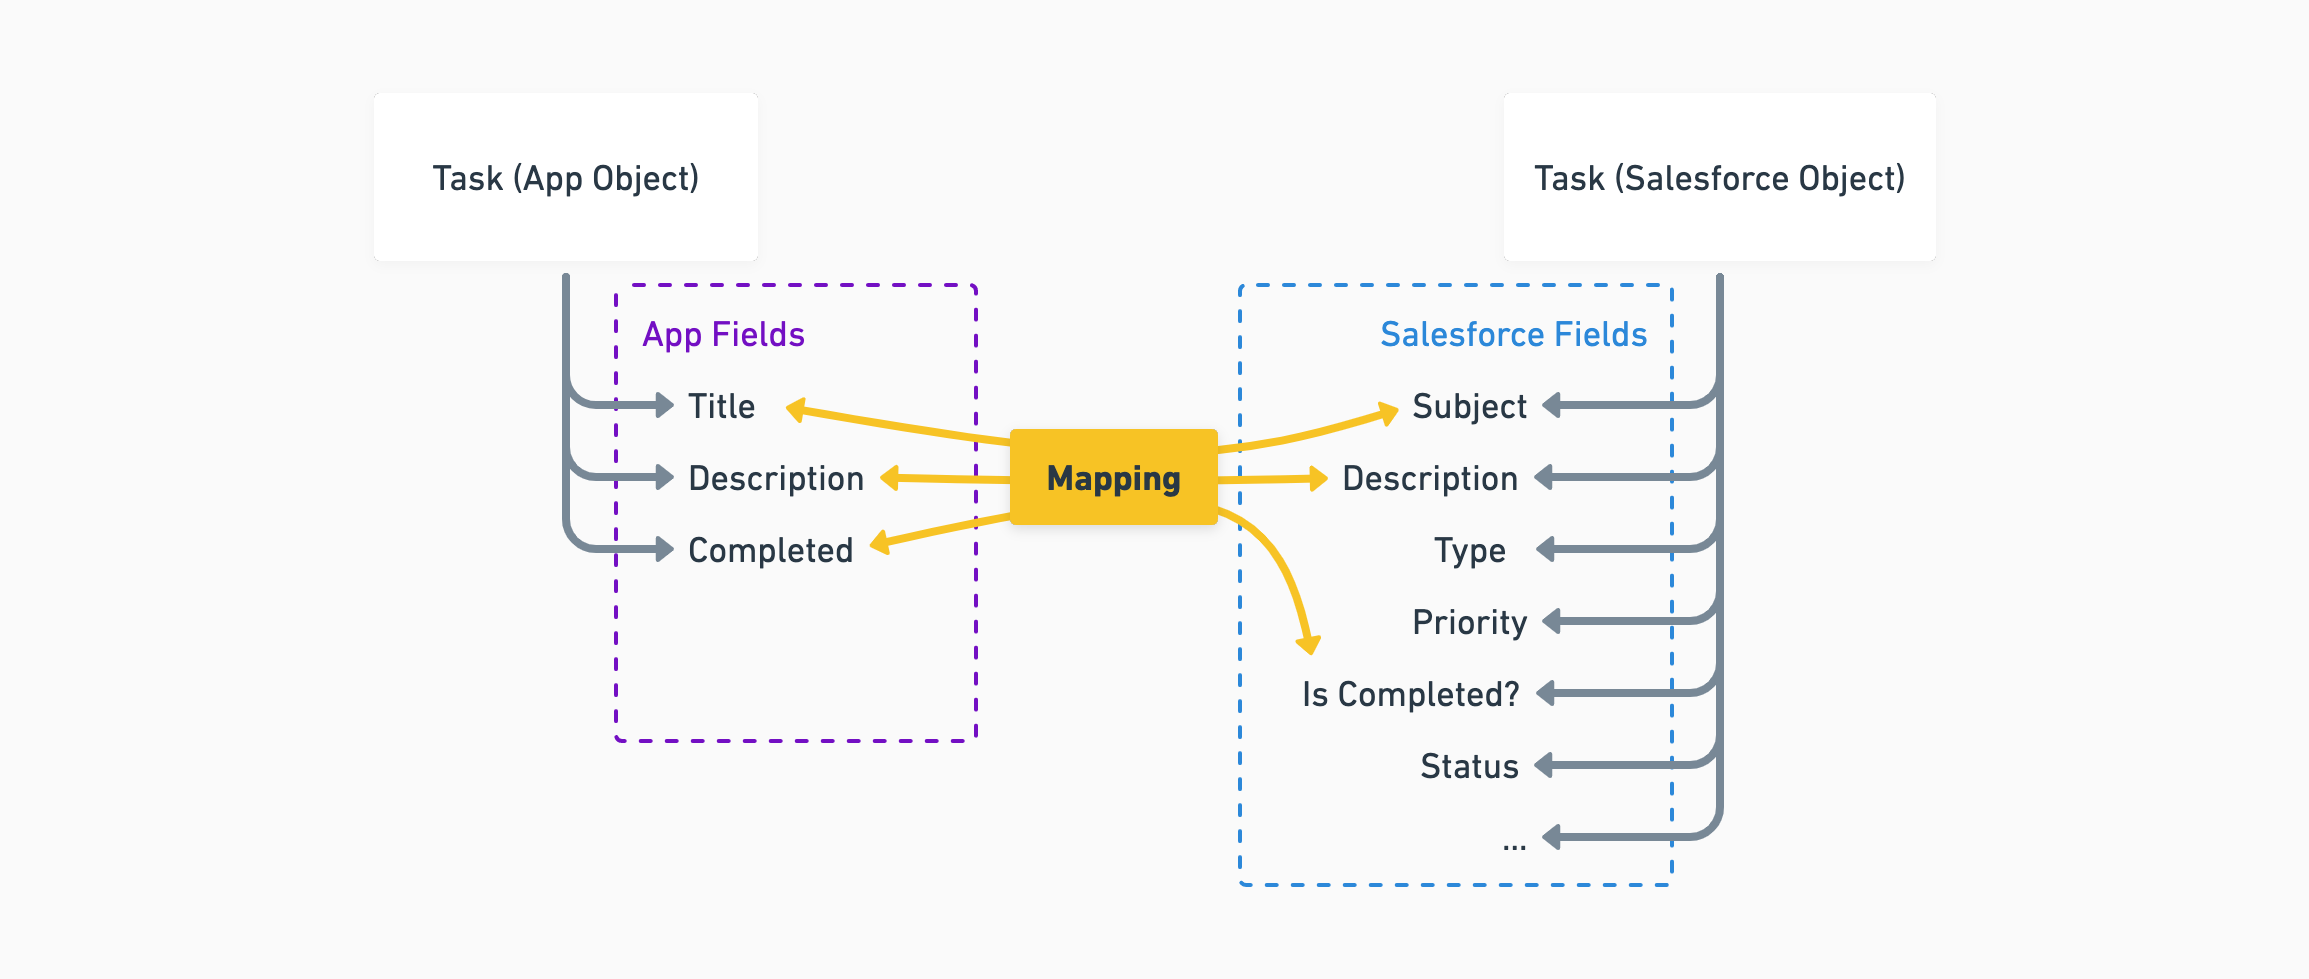 Task (App Object)
Task (Salesforce Object)
App Fields
Title
Description
Completed
Mapping
Salesforce Fields
Subject
Description
Type
Priority
Is Completed?
Status
...